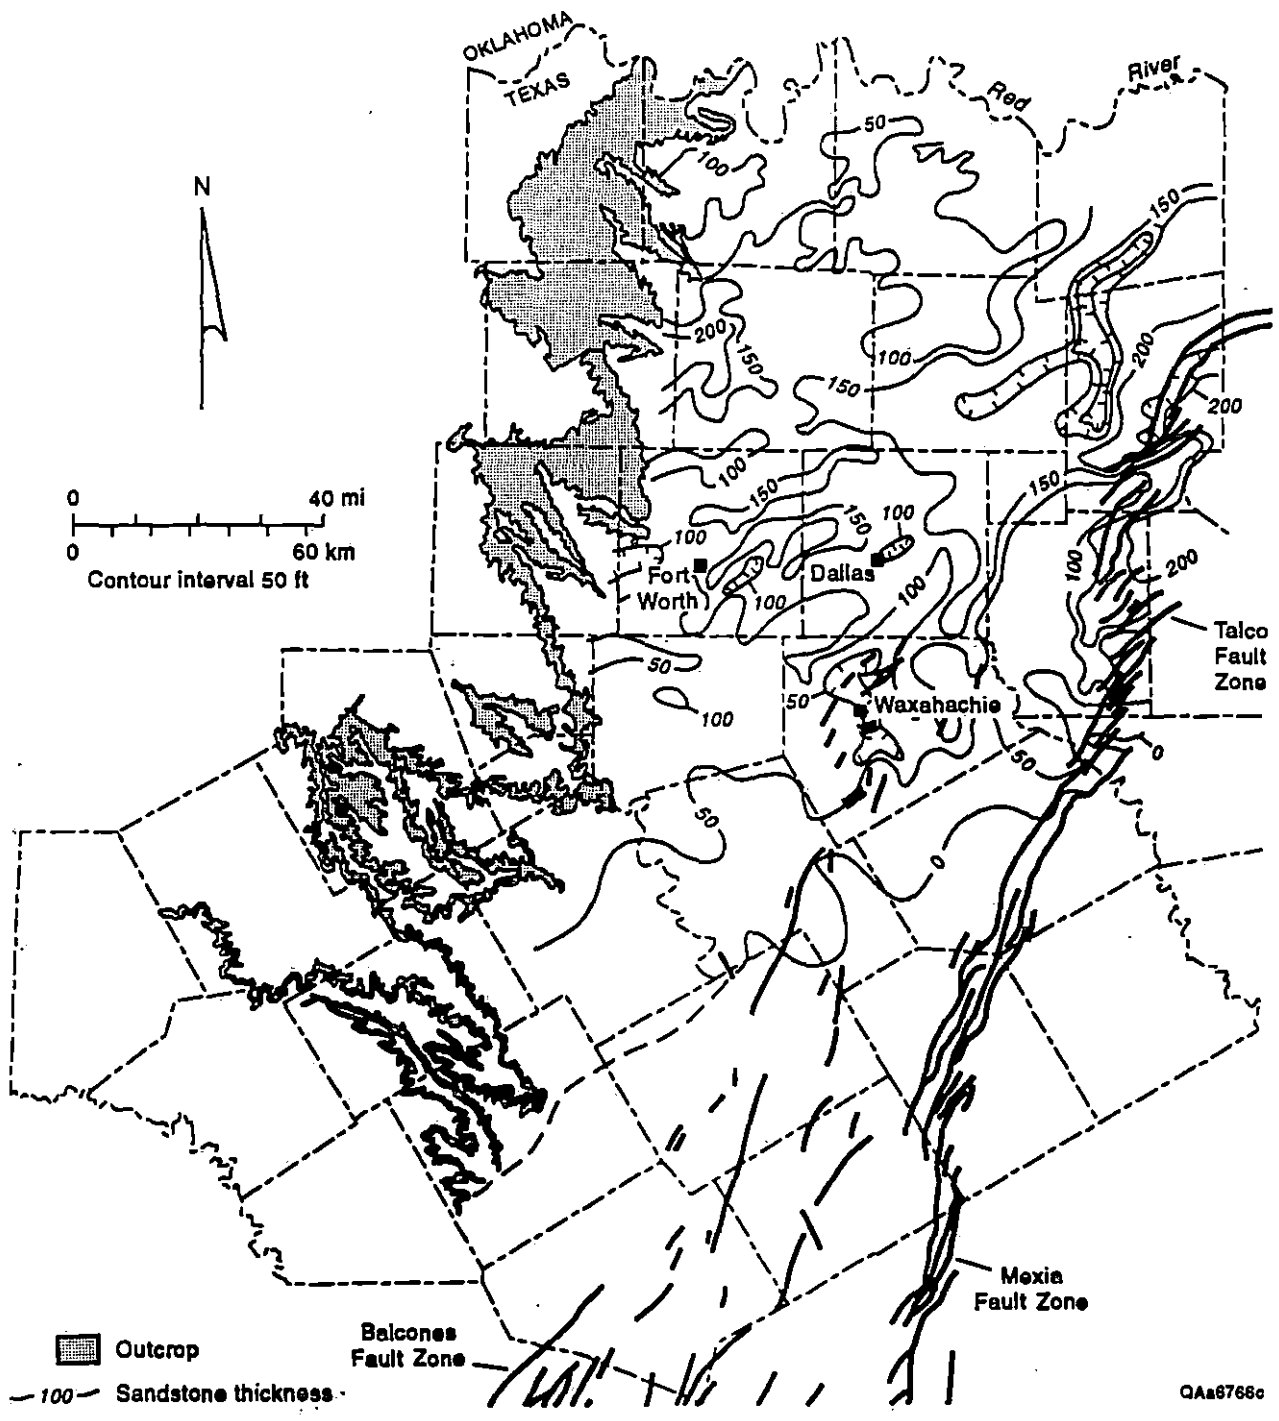 OKLAHOMA
TEXAS
Red
River
N
50
100
150
200
150
200
100
150
200
0 40 mi
0 60 km
Contour interval 50 ft
100
150
150
150
100
100
100
200
Fort
Worth
Dallas
100
100
Talco
Fault
Zone
50
100
50
Waxahachie
50
0
50
0
Mexia
Fault Zone
Balcones
Fault Zone
Outcrop
100 Sandstone thickness
QAa6766c